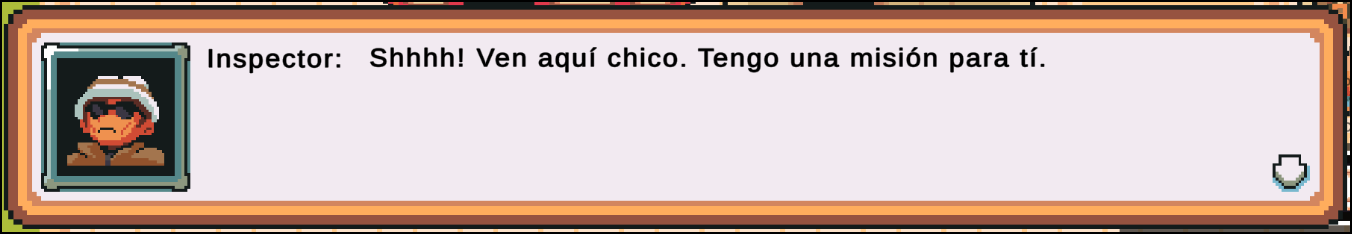 Inspector: Shhhh! Ven aquí chico. Tengo una misión para tí.